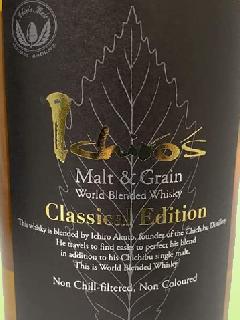 Ichiro's Malt
Ichiro's
Malt & Grain
World Blended Whisky
Classical Edition
This whisky is blended by Ichiro Akuto, founder of the Chichibu Distillery.
He travels to find casks to perfect his blend
in addition to his Chichibu single malt.
This is World Blended Whisky.
Non Chill-filtered, Non Coloured